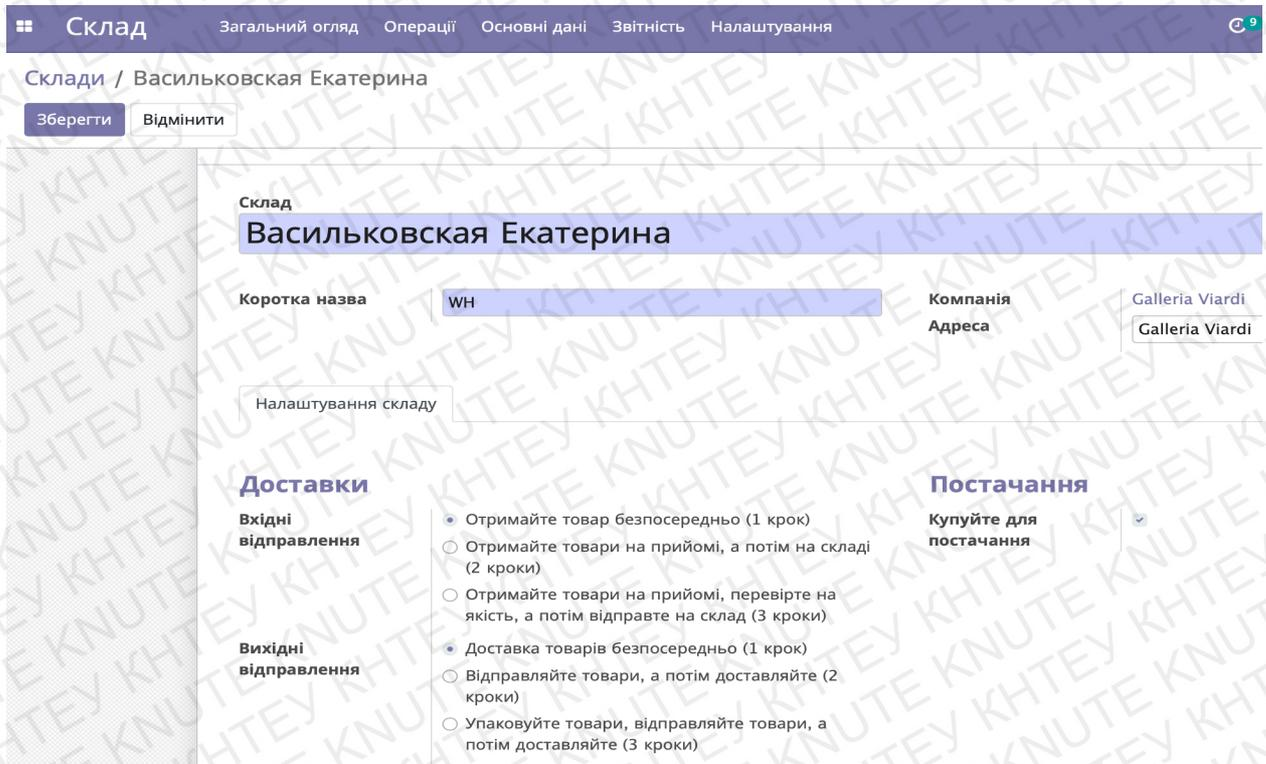 Склад Загальний огляд Операції Основні дані Звітність Налаштування 9
Склади / Васильковская Екатерина
Зберегти Відмінити
Склад
Васильковская Екатерина
Коротка назва WH Компанія Galleria Viardi
Адреса Galleria Viardi
Налаштування складу
Доставки Постачання
Вхідні відправлення
Отримайте товар безпосередньо (1 крок)
Отримайте товари на прийомі, а потім на складі
(2 кроки)
Отримайте товари на прийомі, перевірте на
якість, а потім відправте на склад (3 кроки)
Купуйте для
постачання
Вихідні
відправлення
Доставка товарів безпосередньо (1 крок)
Відправляйте товари, а потім доставляйте (2
кроки)
Упаковуйте товари, відправляйте товари, а
потім доставляйте (3 кроки)
KNUTE КНТЕУ